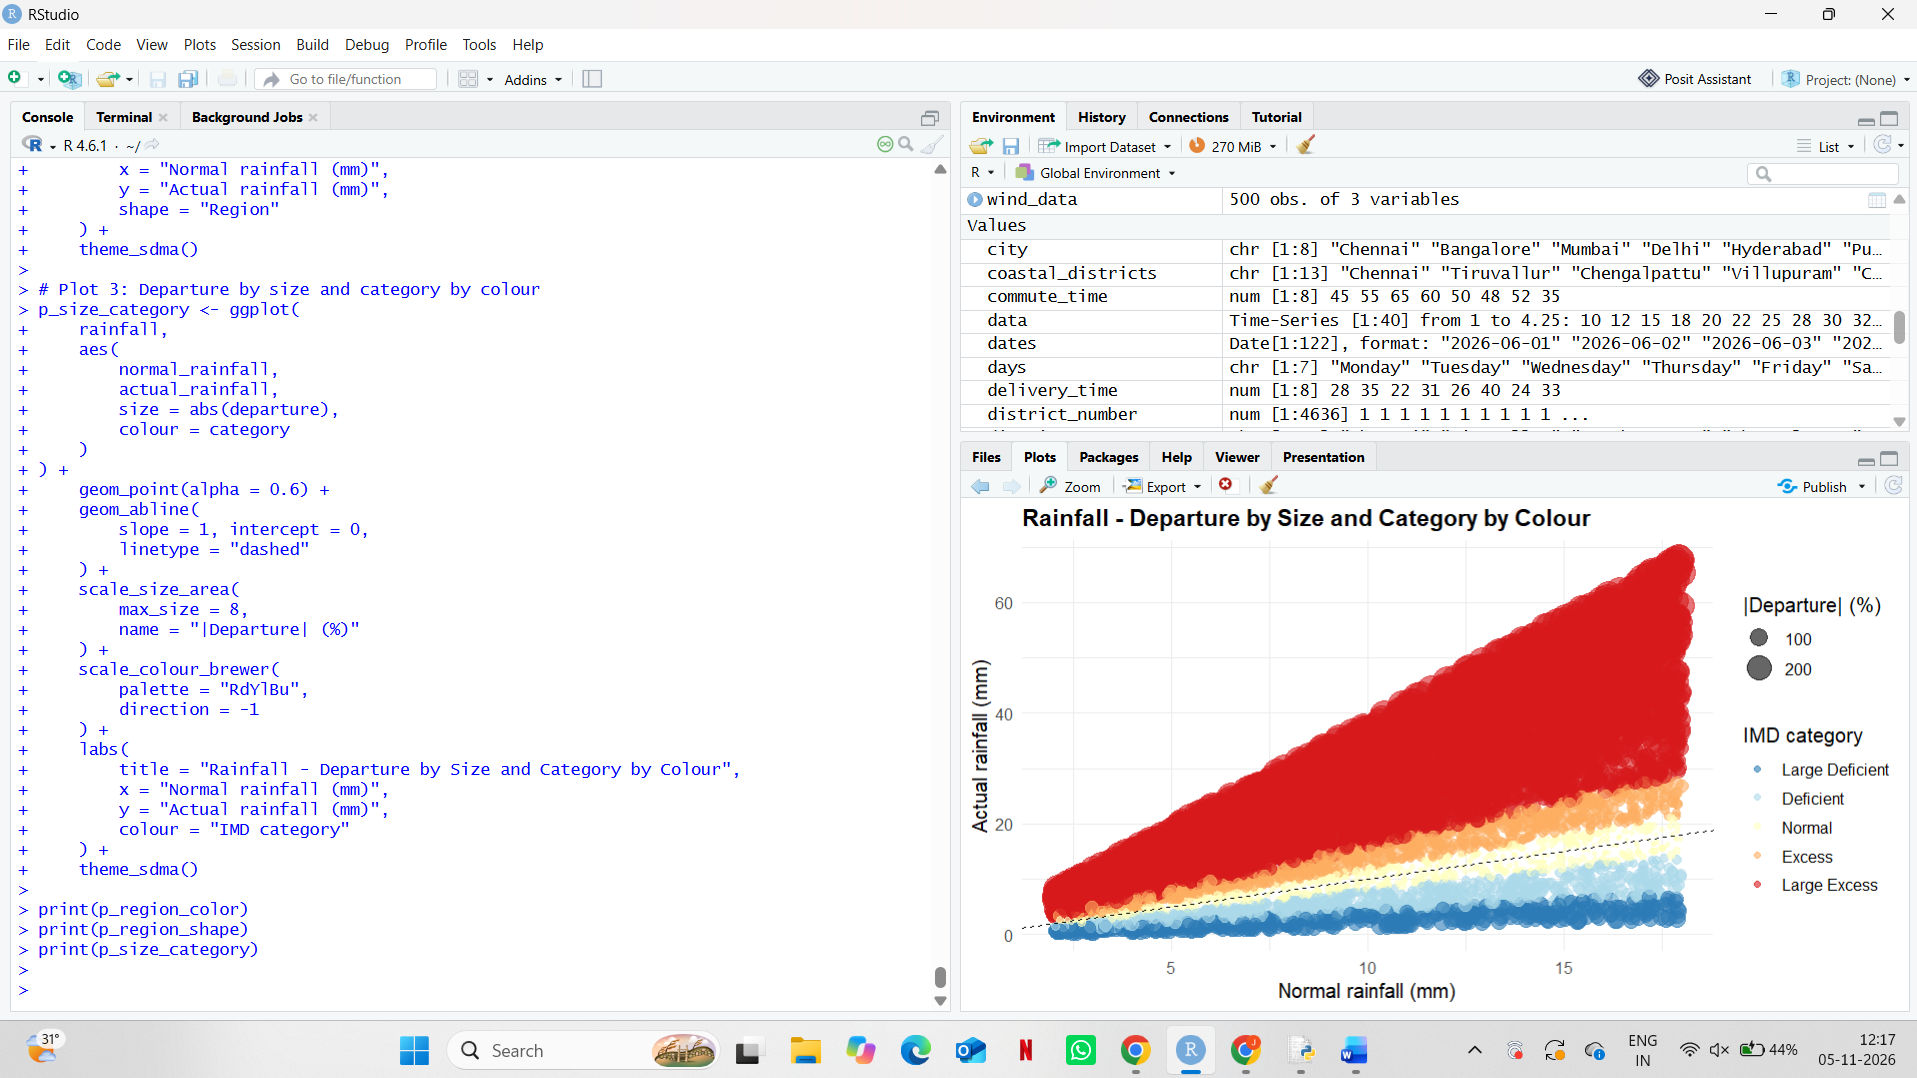 RStudio
File Edit Code View Plots Session Build Debug Profile Tools Help
Go to file/function Addins Posit Assistant Project: (None)
Console Terminal Background Jobs
R 4.6.1 · ~/
+         x = "Normal rainfall (mm)",
+         y = "Actual rainfall (mm)",
+         shape = "Region"
+     ) +
+     theme_sdma()
>
> # Plot 3: Departure by size and category by colour
> p_size_category <- ggplot(
+     rainfall,
+     aes(
+         normal_rainfall,
+         actual_rainfall,
+         size = abs(departure),
+         colour = category
+     )
+ ) +
+     geom_point(alpha = 0.6) +
+     geom_abline(
+         slope = 1, intercept = 0,
+         linetype = "dashed"
+     ) +
+     scale_size_area(
+         max_size = 8,
+         name = "|Departure| (%)"
+     ) +
+     scale_colour_brewer(
+         palette = "RdYlBu",
+         direction = -1
+     ) +
+     labs(
+         title = "Rainfall - Departure by Size and Category by Colour",
+         x = "Normal rainfall (mm)",
+         y = "Actual rainfall (mm)",
+         colour = "IMD category"
+     ) +
+     theme_sdma()
>
> print(p_region_color)
> print(p_region_shape)
> print(p_size_category)
>
>
Environment History Connections Tutorial
Import Dataset 270 MiB List
R Global Environment
wind_data 500 obs. of 3 variables
Values
city chr [1:8] "Chennai" "Bangalore" "Mumbai" "Delhi" "Hyderabad" "Pu…
coastal_districts chr [1:13] "Chennai" "Tiruvallur" "Chengalpattu" "Villupuram" "C…
commute_time num [1:8] 45 55 65 60 50 48 52 35
data Time-Series [1:40] from 1 to 4.25: 10 12 15 18 20 22 25 28 30 32…
dates Date[1:122], format: "2026-06-01" "2026-06-02" "2026-06-03" "202…
days chr [1:7] "Monday" "Tuesday" "Wednesday" "Thursday" "Friday" "Sa…
delivery_time num [1:8] 28 35 22 31 26 40 24 33
district_number num [1:4636] 1 1 1 1 1 1 1 1 1 1 ...
Files Plots Packages Help Viewer Presentation
Zoom Export Publish
Rainfall - Departure by Size and Category by Colour
Actual rainfall (mm)
60
40
20
0
5 10 15
Normal rainfall (mm)
|Departure| (%)
100
200
IMD category
Large Deficient
Deficient
Normal
Excess
Large Excess
31°
Search
ENG
IN
44%
12:17
05-11-2026